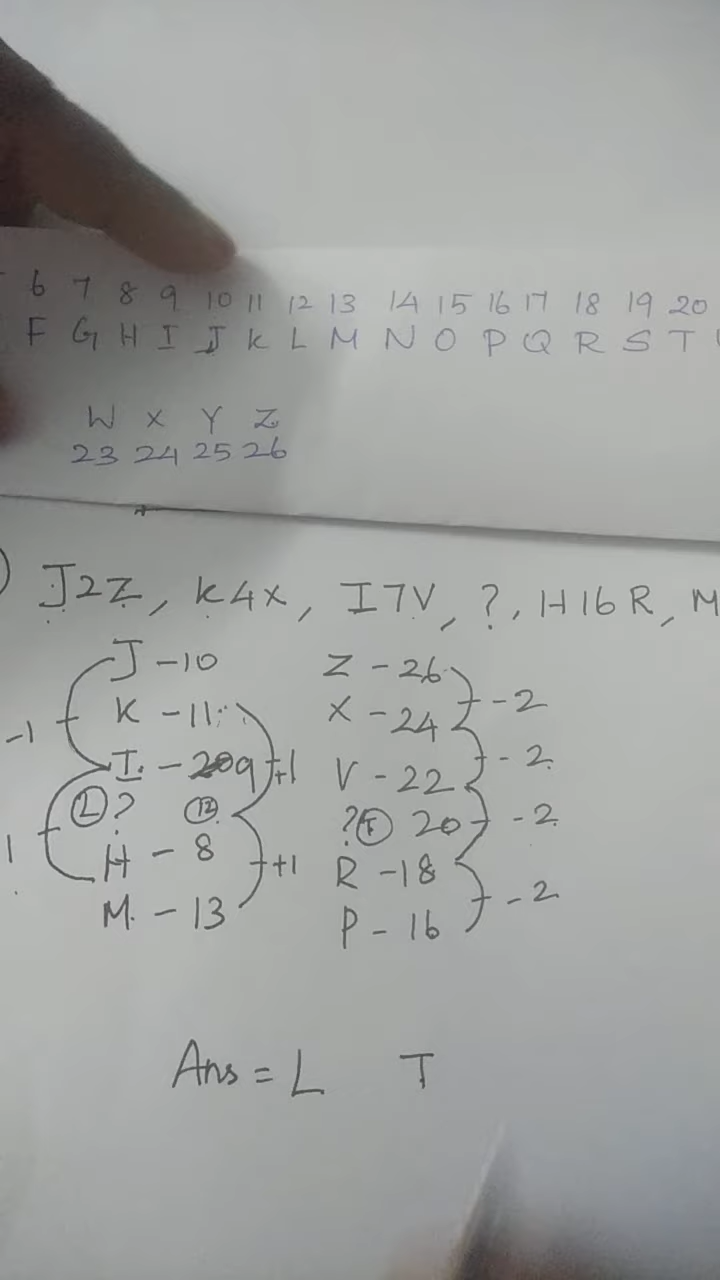 6 7 8 9 10 11 12 13 14 15 16 17 18 19 20
F G H I J K L M N O P Q R S T
W X Y Z
23 24 25 26
) J2Z, K4X, I7V, ?, H16R, M
J - 10 Z - 26
-2
K - 11 X - 24
-1 -2
I - 9 +1 V - 22
L ? 12 ? T 20 -2
1 H - 8 +1 R - 18
-2
M - 13 P - 16
Ans = L T